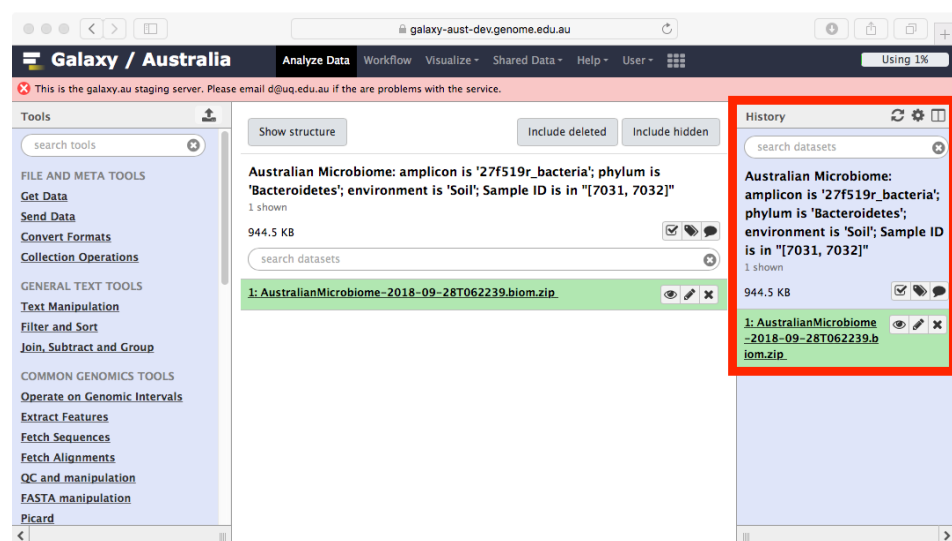 galaxy-aust-dev.genome.edu.au
Galaxy / Australia
Analyze Data Workflow Visualize Shared Data Help User
Using 1%
This is the galaxy.au staging server. Please email d@uq.edu.au if the are problems with the service.
Tools
search tools
FILE AND META TOOLS
Get Data
Send Data
Convert Formats
Collection Operations
GENERAL TEXT TOOLS
Text Manipulation
Filter and Sort
Join, Subtract and Group
COMMON GENOMICS TOOLS
Operate on Genomic Intervals
Extract Features
Fetch Sequences
Fetch Alignments
QC and manipulation
FASTA manipulation
Picard
Show structure
Include deleted
Include hidden
Australian Microbiome: amplicon is '27f519r_bacteria'; phylum is
'Bacteroidetes'; environment is 'Soil'; Sample ID is in "[7031, 7032]"
1 shown
944.5 KB
search datasets
1: AustralianMicrobiome-2018-09-28T062239.biom.zip
History
search datasets
Australian Microbiome:
amplicon is '27f519r_bacteria';
phylum is 'Bacteroidetes';
environment is 'Soil'; Sample ID
is in "[7031, 7032]"
1 shown
944.5 KB
1: AustralianMicrobiome
-2018-09-28T062239.b
iom.zip